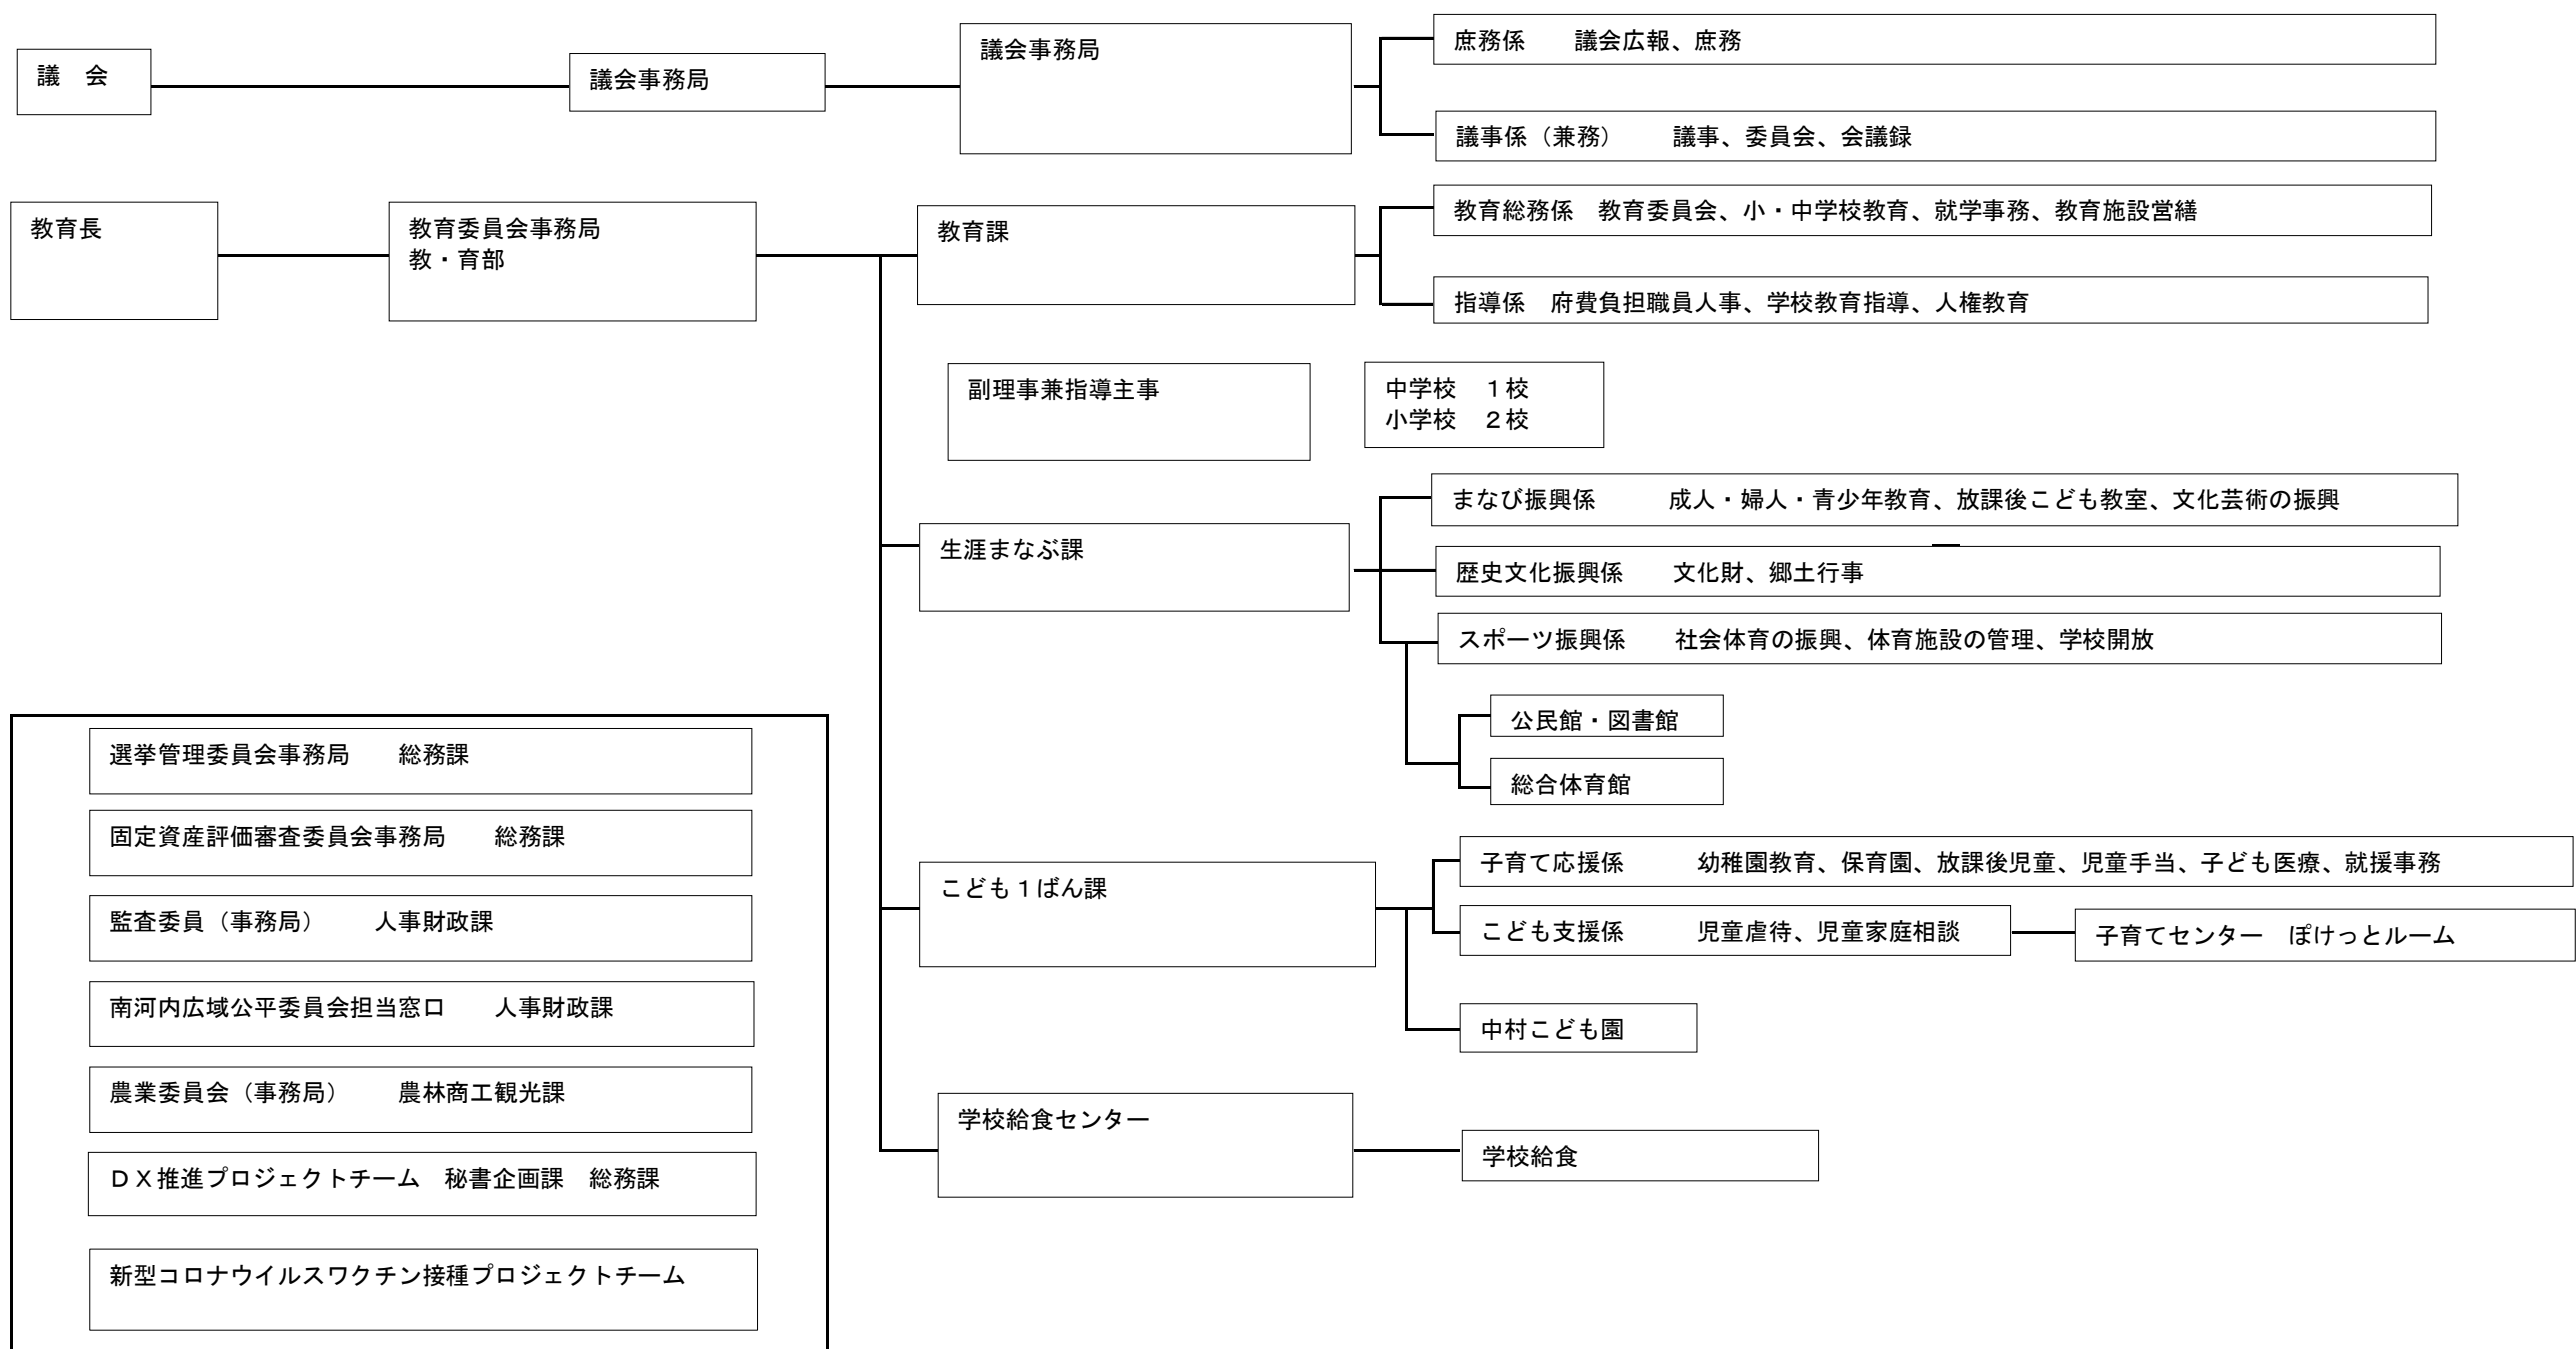 議　会
議会事務局
議会事務局
庶務係　　議会広報、庶務
議事係（兼務）　　議事、委員会、会議録
教育長
教育委員会事務局
教・育部
教育課
教育総務係　教育委員会、小・中学校教育、就学事務、教育施設営繕
指導係　府費負担職員人事、学校教育指導、人権教育
副理事兼指導主事
中学校　１校
小学校　２校
生涯まなぶ課
まなび振興係　　　成人・婦人・青少年教育、放課後こども教室、文化芸術の振興
歴史文化振興係　　文化財、郷土行事
スポーツ振興係　　社会体育の振興、体育施設の管理、学校開放
公民館・図書館
総合体育館
こども１ばん課
子育て応援係　　　幼稚園教育、保育園、放課後児童、児童手当、子ども医療、就援事務
こども支援係　　　児童虐待、児童家庭相談
子育てセンター　ぽけっとルーム
中村こども園
学校給食センター
学校給食
選挙管理委員会事務局　　総務課
固定資産評価審査委員会事務局　　総務課
監査委員（事務局）　　人事財政課
南河内広域公平委員会担当窓口　　人事財政課
農業委員会（事務局）　　農林商工観光課
ＤＸ推進プロジェクトチーム　秘書企画課　総務課
新型コロナウイルスワクチン接種プロジェクトチーム